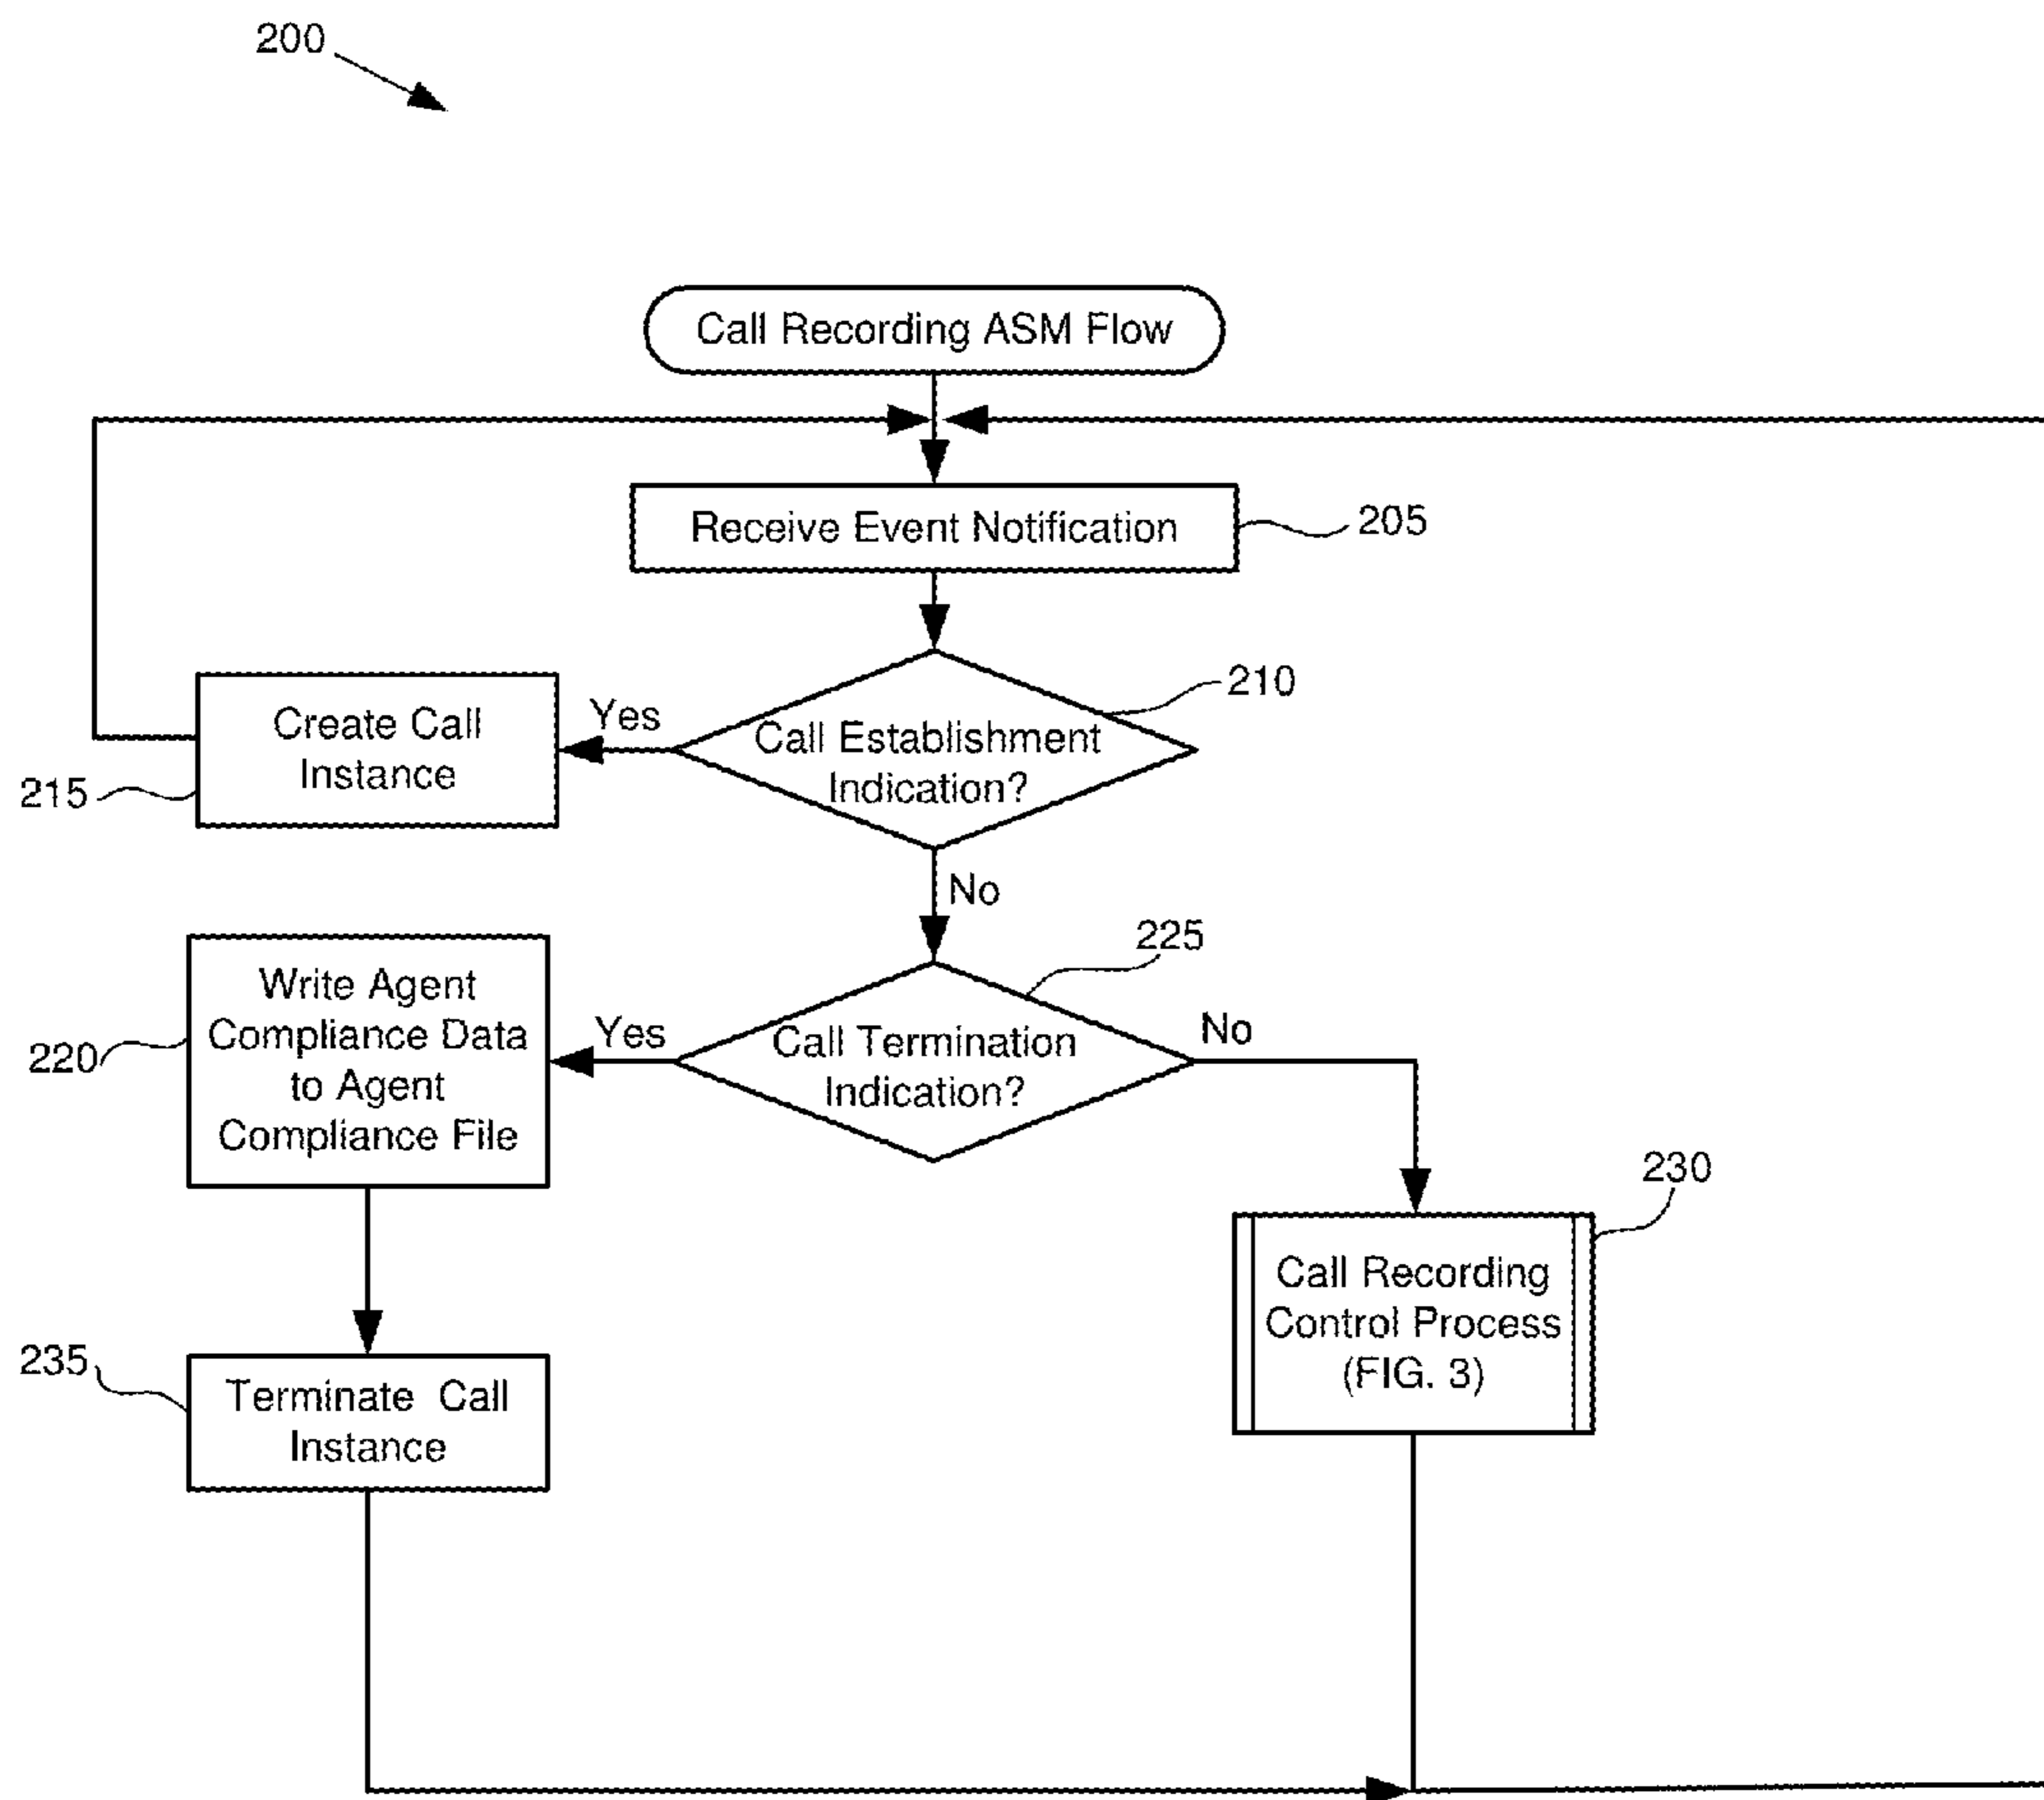 200
Call Recording ASM Flow
Receive Event Notification
205
210
Call Establishment
Indication?
Yes
Create Call
Instance
215
No
225
Call Termination
Indication?
Yes
No
Write Agent
Compliance Data
to Agent
Compliance File
220
230
Call Recording
Control Process
(FIG. 3)
235
Terminate Call
Instance